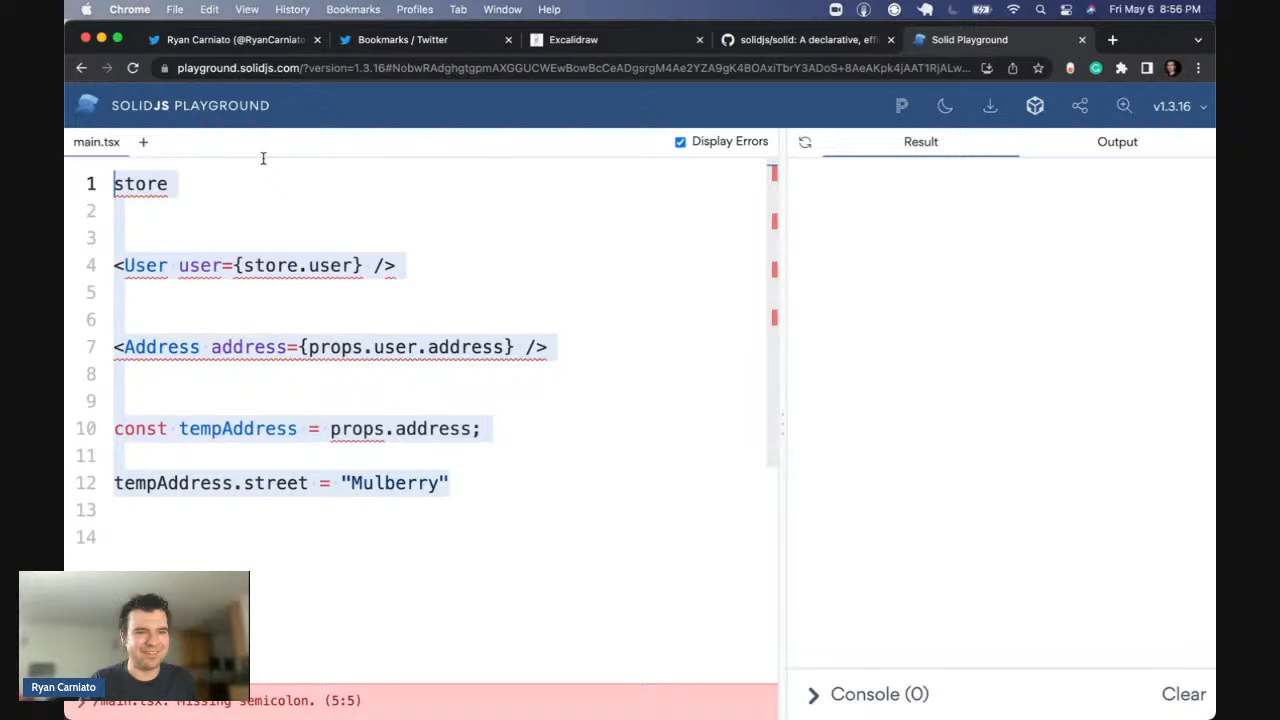 Chrome File Edit View History Bookmarks Profiles Tab Window Help Fri May 6 8:56 PM
Ryan Carniato (@RyanCarniato Bookmarks / Twitter Excalidraw solidjs/solid: A declarative, effi Solid Playground
playground.solidjs.com/?version=1.3.16#NobwRAdghgtgpmAXGGUCWEwBowBcCeADgsrgM4Ae2YZA9gK4BOAxiTbrY3ADoS+8AeAKpk4jAAT1RjALw...
SOLIDJS PLAYGROUND v1.3.16
main.tsx + Display Errors Result Output
1 store
2
3
4 <User user={store.user} />
5
6
7 <Address address={props.user.address} />
8
9
10 const tempAddress = props.address;
11
12 tempAddress.street = "Mulberry"
13
14
Ryan Carniato
/main.tsx: Missing semicolon. (5:5)
Console (0) Clear